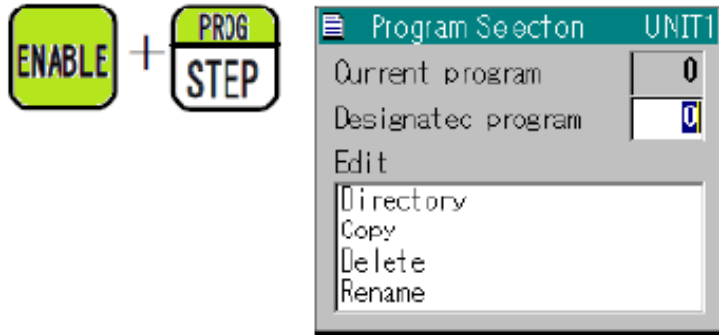 ENABLE + PROG STEP
Program Seecton UNIT1
Current program 0
Designatec program 0
Edit
Directory
Copy
Delete
Rename